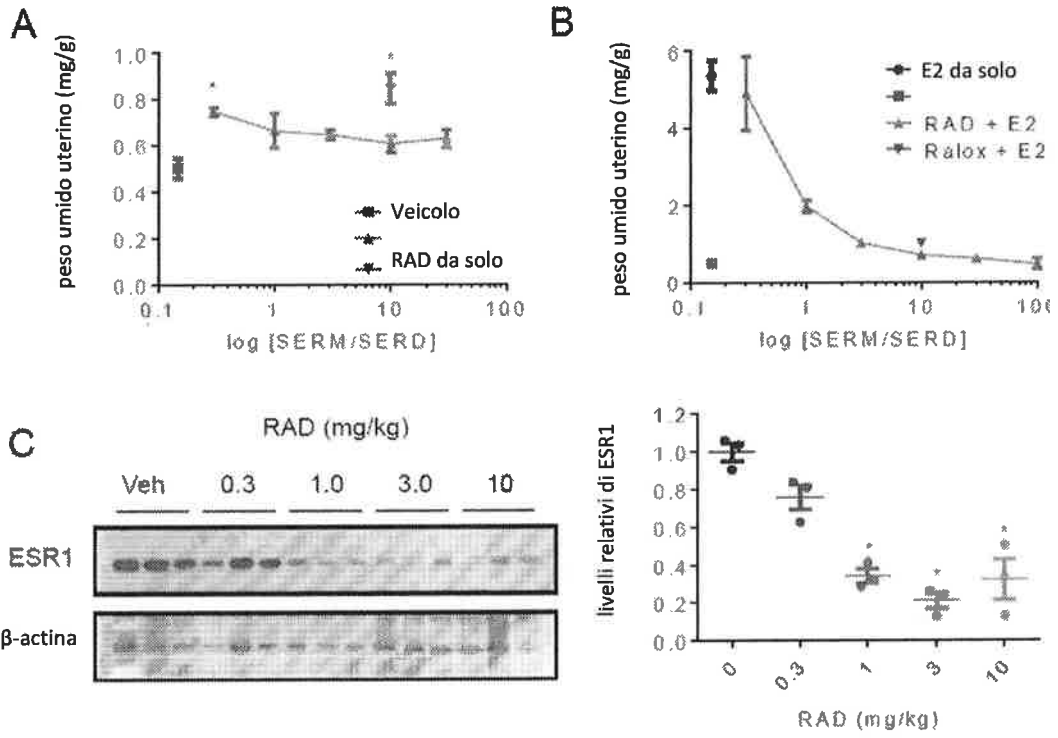 A
peso umido uterino (mg/g)
1.0
0.8
0.6
0.4
0.2
0.0
0.1
1
10
100
log [SERM/SERD]
*
*
Veicolo
RAD da solo
B
peso umido uterino (mg/g)
6
4
2
0
0.1
1
10
100
log [SERM/SERD]
E2 da solo
RAD + E2
Ralox + E2
C
RAD (mg/kg)
Veh 0.3 1.0 3.0 10
ESR1
β-actina
livelli relativi di ESR1
1.2
1.0
0.8
0.6
0.4
0.2
0.0
*
*
*
0
0.3
1
3
10
RAD (mg/kg)